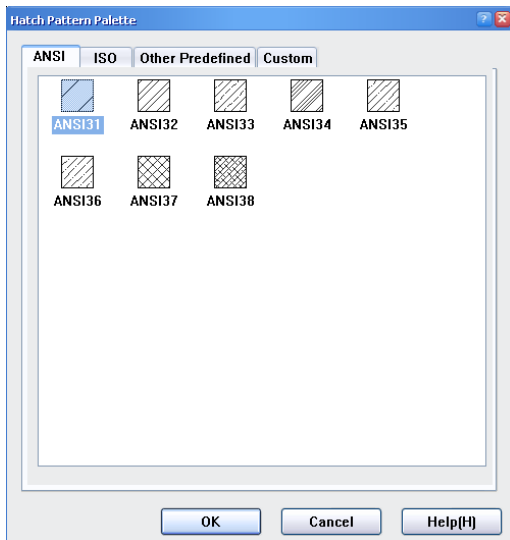 Hatch Pattern Palette
ANSI ISO Other Predefined Custom
ANSI31 ANSI32 ANSI33 ANSI34 ANSI35
ANSI36 ANSI37 ANSI38
OK Cancel Help(H)